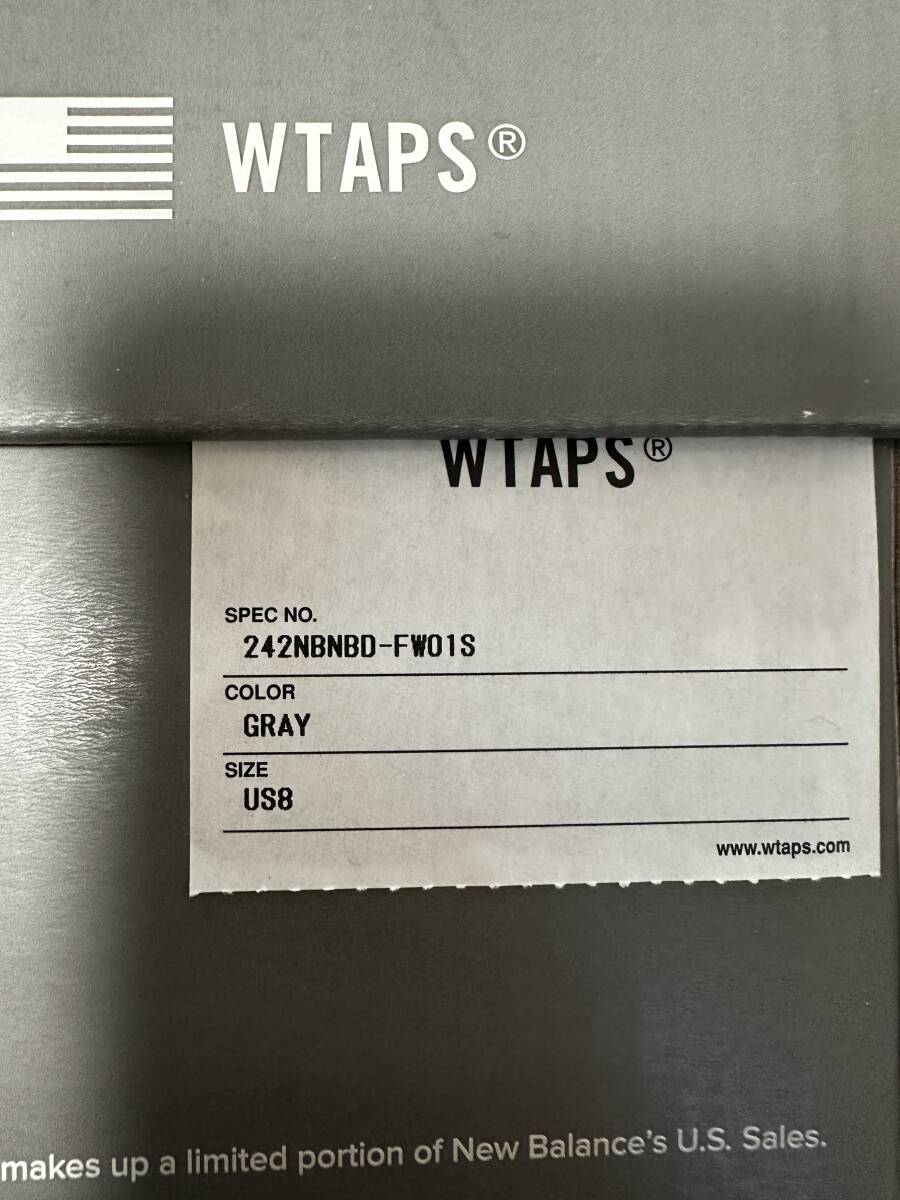 WTAPS®
WTAPS®
SPEC NO.
242NBNBD-FW01S
COLOR
GRAY
SIZE
US8
www.wtaps.com
makes up a limited portion of New Balance's U.S. Sales.